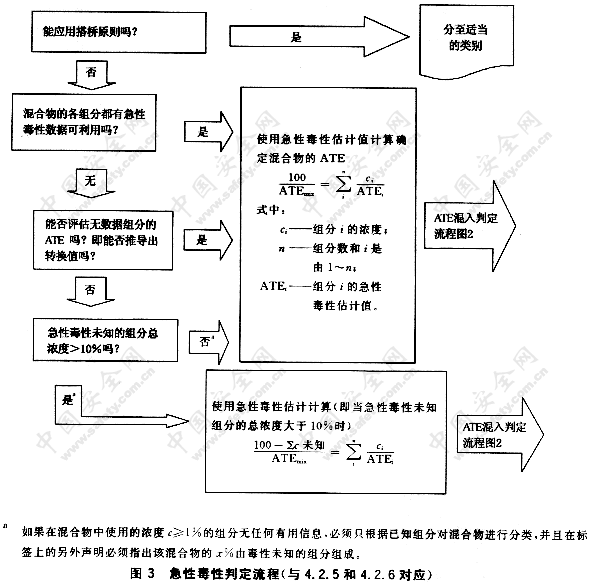 能应用搭桥原则吗?
是
分至适当
的类别
否
混合物的各组分都有急性
毒性数据可利用吗?
是
使用急性毒性估计值计算确
定混合物的 ATE
100/ATEmix = Σ ci/ATEi
n
i
式中:
ci——组分 i 的浓度;
n ——组分数和 i 是
由 1~n;
ATEi——组分 i 的急性
毒性估计值。
ATE混入判定
流程图2
无
能否评估无数据组分的
ATE 吗?即能否推导出
转换值吗?
是
否
急性毒性未知的组分总
浓度>10%吗?
否a
是a
使用急性毒性估计计算(即当急性毒性未知
组分的总浓度大于 10%时)
100 − Σc 未知/ATEmix = Σ ci/ATEi
n
i
ATE混入判定
流程图2
a 如果在混合物中使用的浓度 c≥1%的组分无任何有用信息,必须只根据已知组分对混合物进行分类,并且在标
签上的另外声明必须指出该混合物的 x%由毒性未知的组分组成。
图 3 急性毒性判定流程(与 4.2.5 和 4.2.6 对应)
中国安全网
www.safety.com.cn